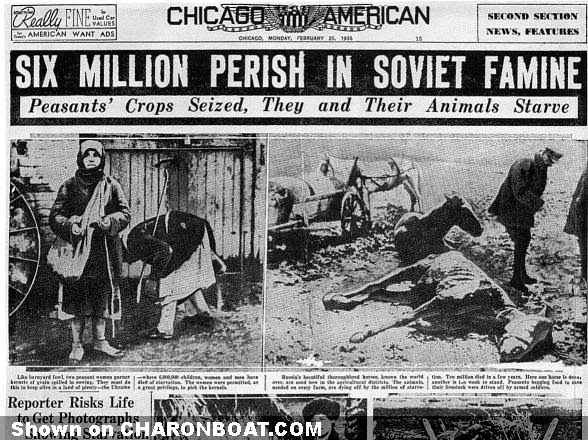 Really FINE In Used Car VALUES
AMERICAN WANT ADS
CHICAGO AMERICAN
CHICAGO, MONDAY, FEBRUARY 25, 1935
15
SECOND SECTION
NEWS, FEATURES
SIX MILLION PERISH IN SOVIET FAMINE
Peasants' Crops Seized, They and Their Animals Starve
Like barnyard fowl, two peasant women garner
kernels of grain spilled in sowing. They must do
this to keep alive in a land of plenty—the Ukraine
—where 6,000,000 children, women and men have
died of starvation. The women were permitted, as
a great privilege, to pick the kernels.
Russia's beautiful thoroughbred horses, known the world
over, are used now in the agricultural districts. The animals,
needed on every farm, are dying off by the million of starva-
tion. Ten million died in a few years. Here one horse is dead,
another is too weak to stand. Peasants begging food to save
their livestock were driven off by armed soldiers.
Reporter Risks Life
to Get Photographs
Shown on CHARONBOAT.COM